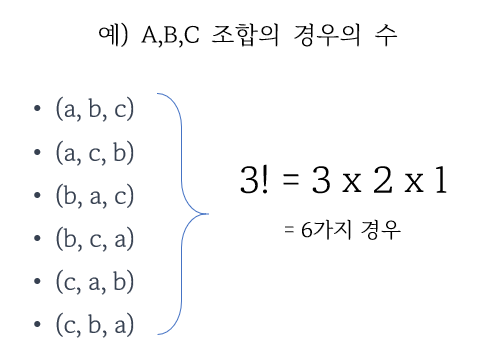 예) A,B,C 조합의 경우의 수
• (a, b, c)
• (a, c, b)
• (b, a, c)
• (b, c, a)
• (c, a, b)
• (c, b, a)
3! = 3 x 2 x 1
= 6가지 경우